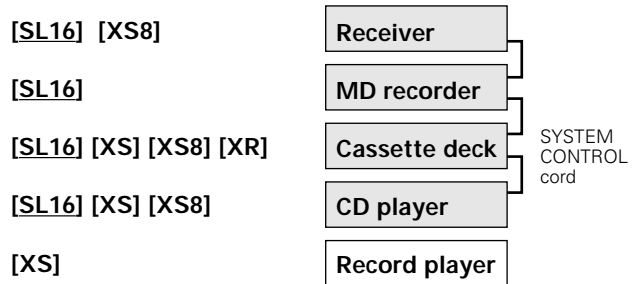 [SL16] [XS8] Receiver
[SL16] MD recorder
[SL16] [XS] [XS8] [XR] Cassette deck
SYSTEM
CONTROL
cord
[SL16] [XS] [XS8] CD player
[XS] Record player